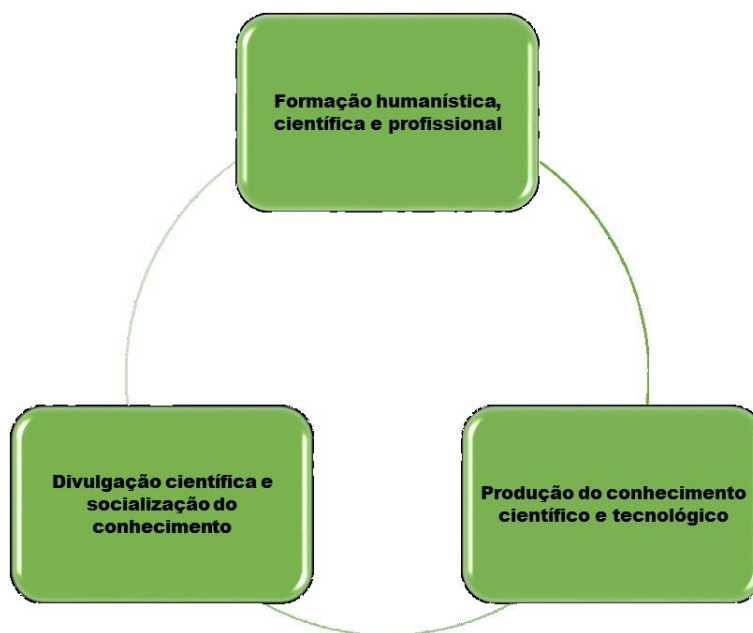 Formação humanística,
científica e profissional
Divulgação científica e
socialização do
conhecimento
Produção do conhecimento
científico e tecnológico